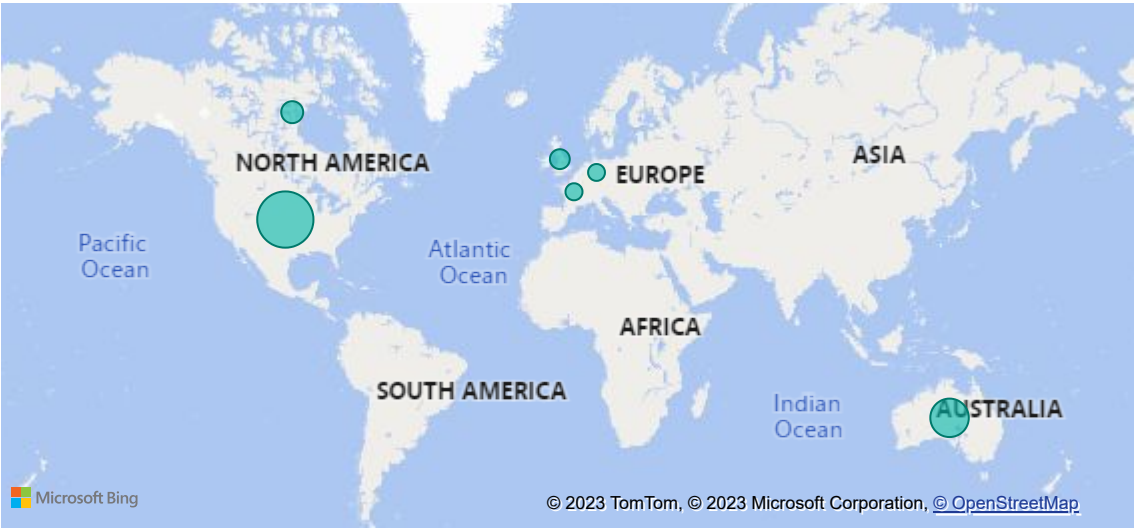 NORTH AMERICA
ASIA
EUROPE
Pacific
Ocean
Atlantic
Ocean
AFRICA
SOUTH AMERICA
Indian
Ocean
AUSTRALIA
Microsoft Bing
© 2023 TomTom, © 2023 Microsoft Corporation, © OpenStreetMap